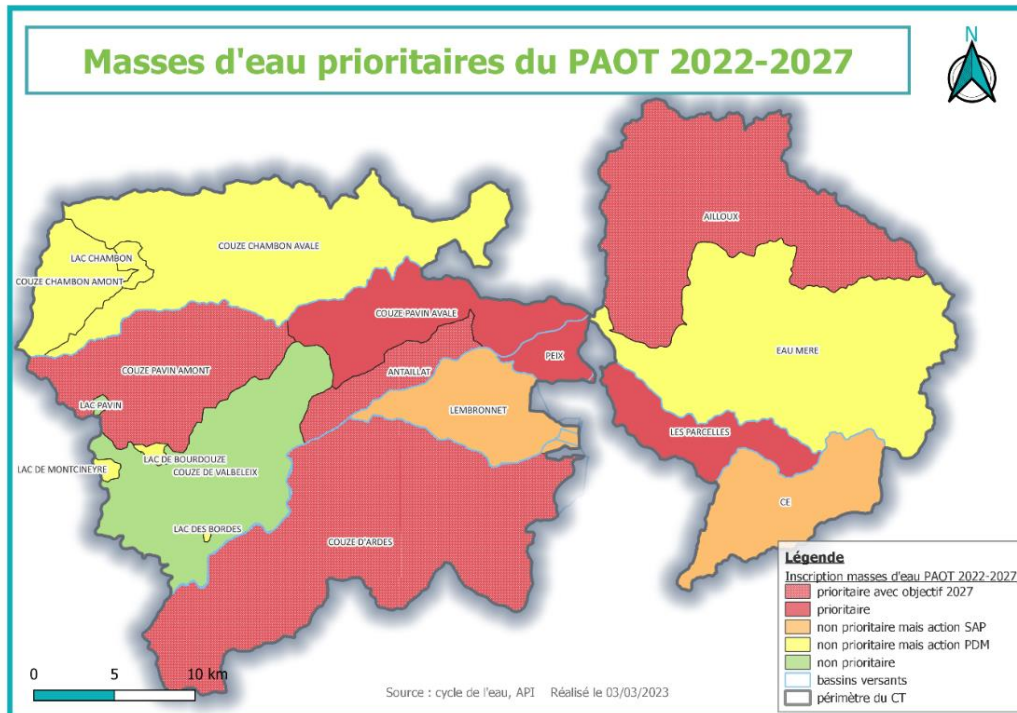 Masses d'eau prioritaires du PAOT 2022-2027
N
AILLOUX
COUZE CHAMBON AVALE
LAC CHAMBON
COUZE CHAMBON AMONT
COUZE PAVIN AVALE
EAU MERE
PEIX
COUZE PAVIN AMONT
ANTAILLAT
LAC PAVIN
LEMBRONNET
LES PARCELLES
LAC DE BOURDOUZE
LAC DE MONTCINEYRE
COUZE DE VALBELEIX
CE
LAC DES BORDES
COUZE D'ARDES
Légende
Inscription masses d'eau PAOT 2022-2027
prioritaire avec objectif 2027
prioritaire
non prioritaire mais action SAP
non prioritaire mais action PDM
non prioritaire
bassins versants
périmètre du CT
0 5 10 km
Source : cycle de l'eau, API Réalisé le 03/03/2023